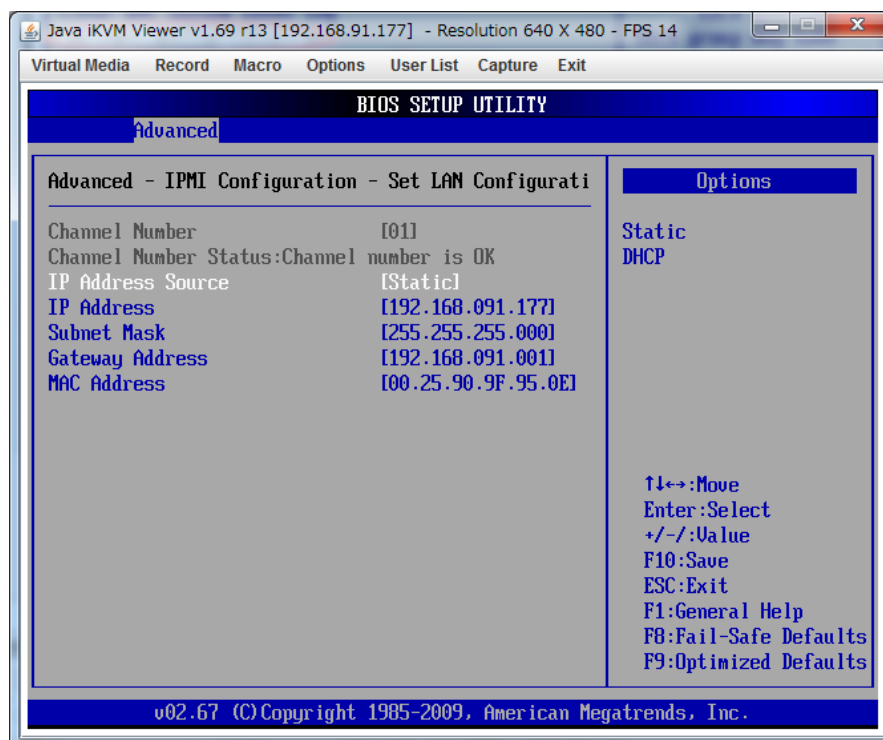 Java iKVM Viewer v1.69 r13 [192.168.91.177] - Resolution 640 X 480 - FPS 14
Virtual Media Record Macro Options User List Capture Exit
BIOS SETUP UTILITY
Advanced
Advanced - IPMI Configuration - Set LAN Configurati
Channel Number [01]
Channel Number Status:Channel number is OK
IP Address Source [Static]
IP Address [192.168.091.177]
Subnet Mask [255.255.255.000]
Gateway Address [192.168.091.001]
MAC Address [00.25.90.9F.95.0E]
Options
Static
DHCP
↑↓←→:Move
Enter:Select
+/-/:Value
F10:Save
ESC:Exit
F1:General Help
F8:Fail-Safe Defaults
F9:Optimized Defaults
v02.67 (C)Copyright 1985-2009, American Megatrends, Inc.